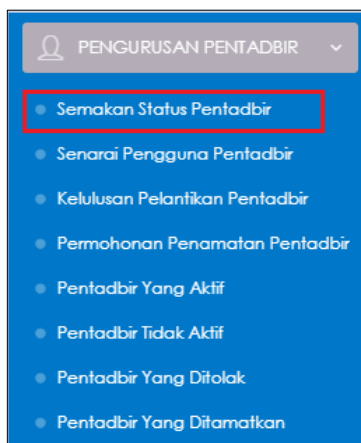 PENGURUSAN PENTADBIR
Semakan Status Pentadbir
Senarai Pengguna Pentadbir
Kelulusan Pelantikan Pentadbir
Permohonan Penamatan Pentadbir
Pentadbir Yang Aktif
Pentadbir Tidak Aktif
Pentadbir Yang Ditolak
Pentadbir Yang Ditamatkan